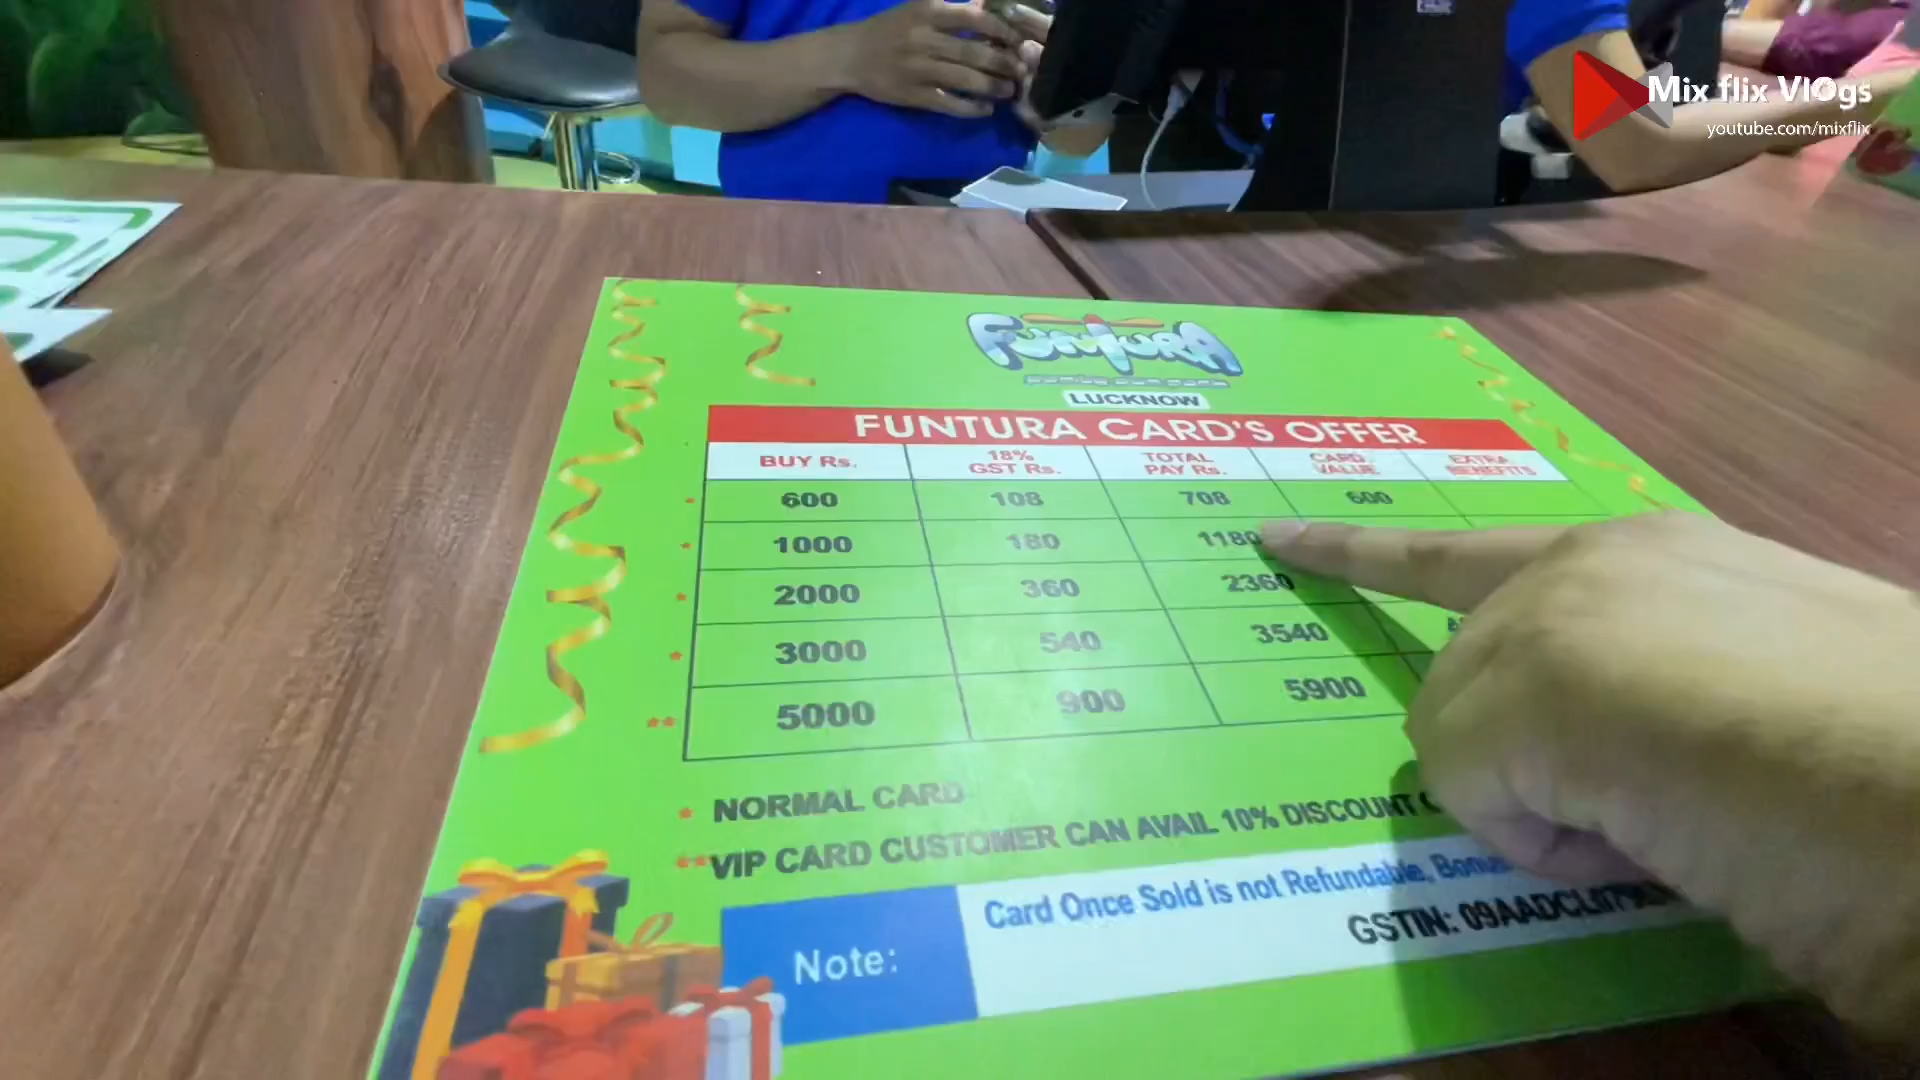 Mix flix VlOgs
youtube.com/mixflix
FUNTURA
LUCKNOW
FUNTURA CARD'S OFFER
BUY Rs. 18% GST Rs. TOTAL PAY Rs. CARD VALUE EXTRA BENEFITS
* 600 108 708 600
* 1000 180 1180
* 2000 360 2360
* 3000 540 3540
** 5000 900 5900
* NORMAL CARD
**VIP CARD CUSTOMER CAN AVAIL 10% DISCOUNT
Note: Card Once Sold is not Refundable,
GSTIN: